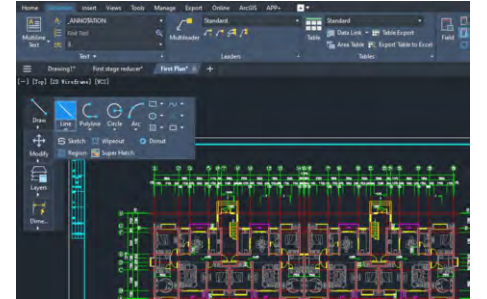 Home Insert Views Tools Manage Export Online ArcGIS APP+
Multiline Text
ANNOTATION
Find Text
Text
Multileader
Standard
Leaders
Table
Standard
Data Link Table Export
Area Table Export Table to Excel
Tables
Field
Drawing1* First stage reducer* First Plan*
[-] [Top] [2D Wireframe] [WCS]
Draw
Modify
Layers
Dime...
Line Polyline Circle Arc
Sketch Wipeout Donut
Region Super Hatch